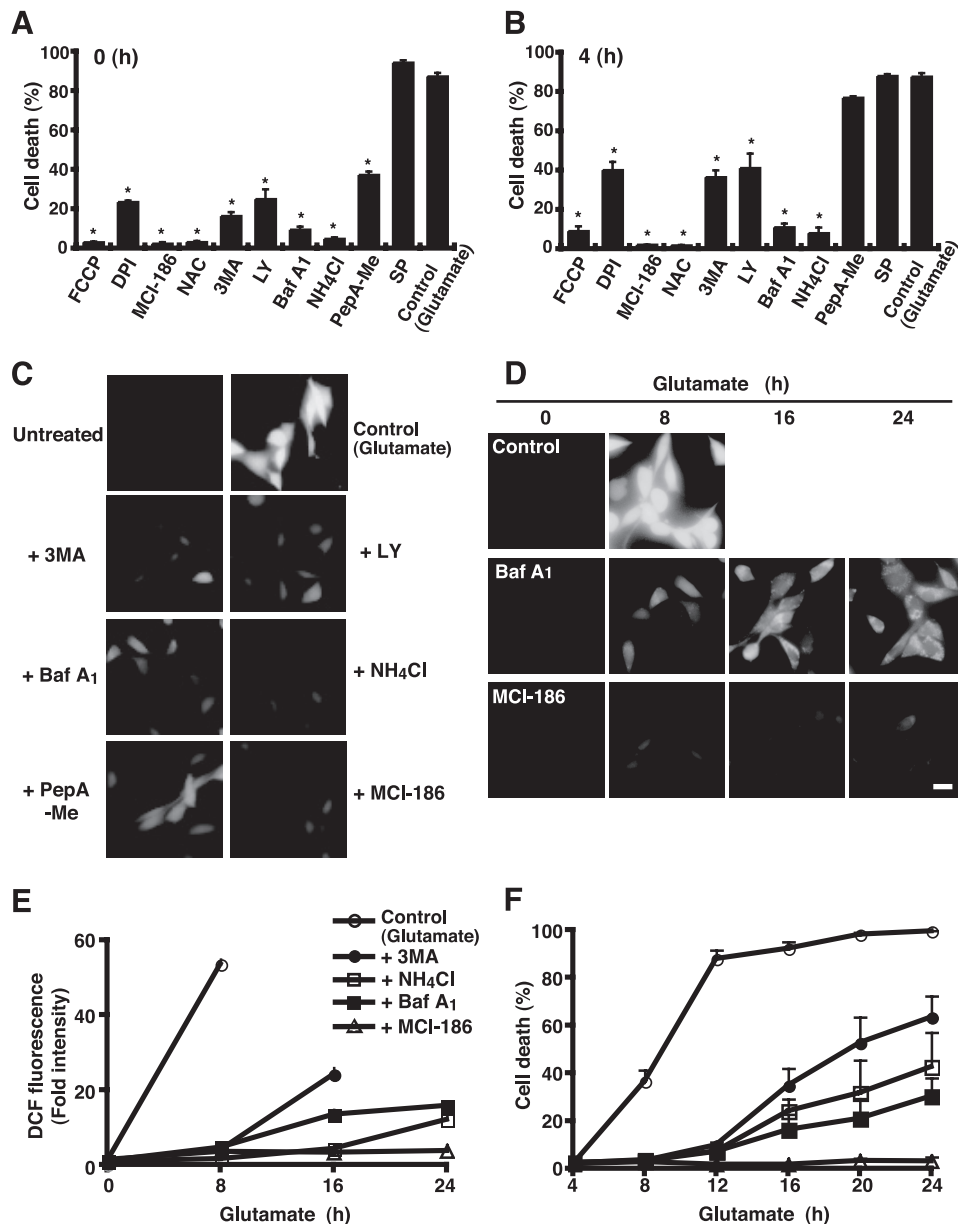 A
0 (h)
Cell death (%)
100
80
60
40
20
0
* * * * * * * * *
FCCP
DPI
MCI-186
NAC
3MA
LY
Baf A1
NH4Cl
PepA-Me
SP
Control
(Glutamate)
B
4 (h)
Cell death (%)
100
80
60
40
20
0
* * * * * * * *
FCCP
DPI
MCI-186
NAC
3MA
LY
Baf A1
NH4Cl
PepA-Me
SP
Control
(Glutamate)
C
Untreated
Control
(Glutamate)
+ 3MA
+ LY
+ Baf A1
+ NH4Cl
+ PepA
-Me
+ MCI-186
D
Glutamate (h)
0 8 16 24
Control
Baf A1
MCI-186
E
DCF fluorescence
(Fold intensity)
60
40
20
0
0 8 16 24
Glutamate (h)
Control
(Glutamate)
+ 3MA
+ NH4Cl
+ Baf A1
+ MCI-186
F
Cell death (%)
100
80
60
40
20
0
4 8 12 16 20 24
Glutamate (h)